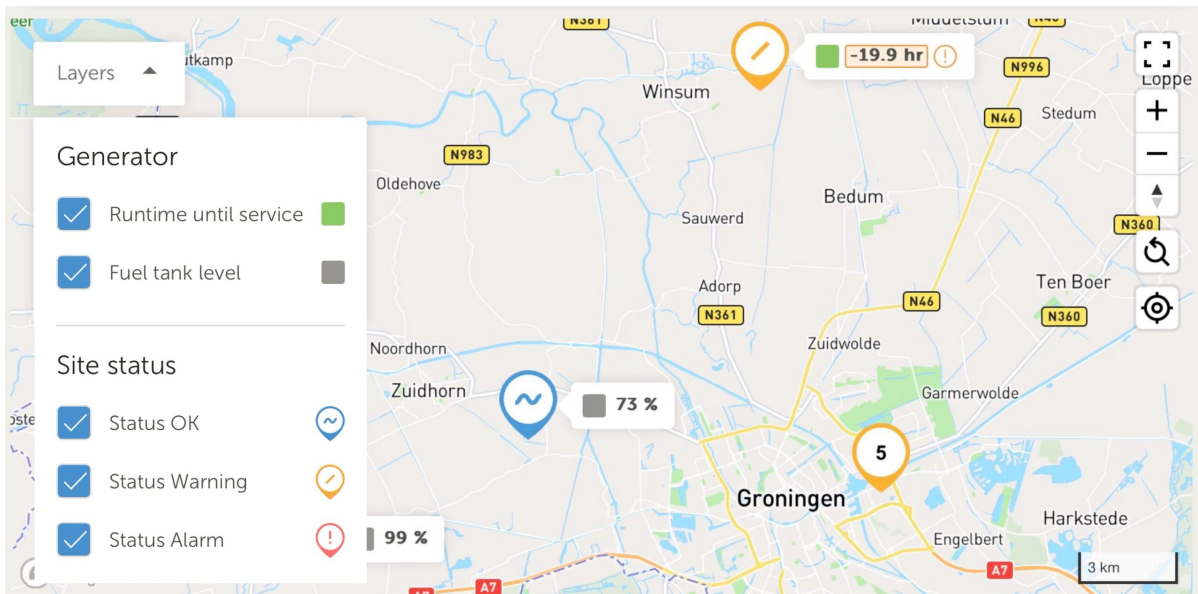 N361
Middelstum
Layers
-19.9 hr
N996
Loppe
Winsum
N46
Stedum
Generator
N983
Oldehove
Runtime until service
Bedum
Sauwerd
N360
Fuel tank level
Adorp
Ten Boer
N46
N361
N360
Zuidwolde
Noordhorn
Site status
Zuidhorn
Garmerwolde
73 %
Status OK
5
Status Warning
Groningen
Harkstede
99 %
Status Alarm
Engelbert
3 km
A7
A7